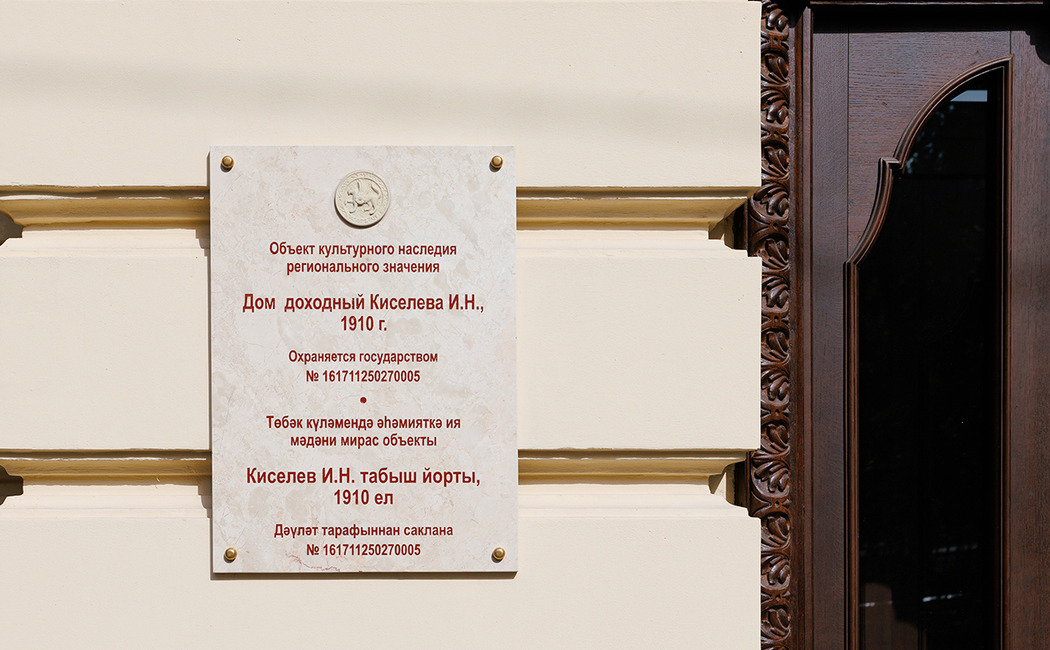 Объект культурного наследия
регионального значения
Дом доходный Киселева И.Н.,
1910 г.
Охраняется государством
№ 161711250270005
•
Төбәк күләмендә әһәмияткә ия
мәдәни мирас объекты
Киселев И.Н. табыш йорты,
1910 ел
Дәүләт тарафыннан саклана
№ 161711250270005